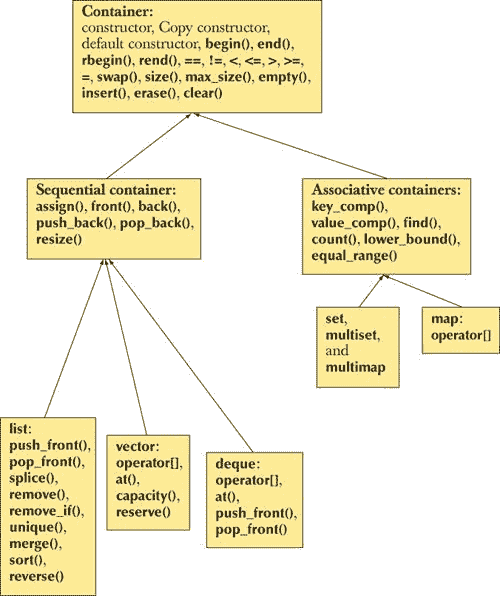 Container:
constructor, Copy constructor,
default constructor, begin(), end(),
rbegin(), rend(), ==, !=, <, <=, >, >=,
=, swap(), size(), max_size(), empty(),
insert(), erase(), clear()
Sequential container:
assign(), front(), back(),
push_back(), pop_back(),
resize()
Associative containers:
key_comp(),
value_comp(), find(),
count(), lower_bound(),
equal_range()
set,
multiset,
and
multimap
map:
operator[]
list:
push_front(),
pop_front(),
splice(),
remove(),
remove_if(),
unique(),
merge(),
sort(),
reverse()
vector:
operator[],
at(),
capacity(),
reserve()
deque:
operator[],
at(),
push_front(),
pop_front()